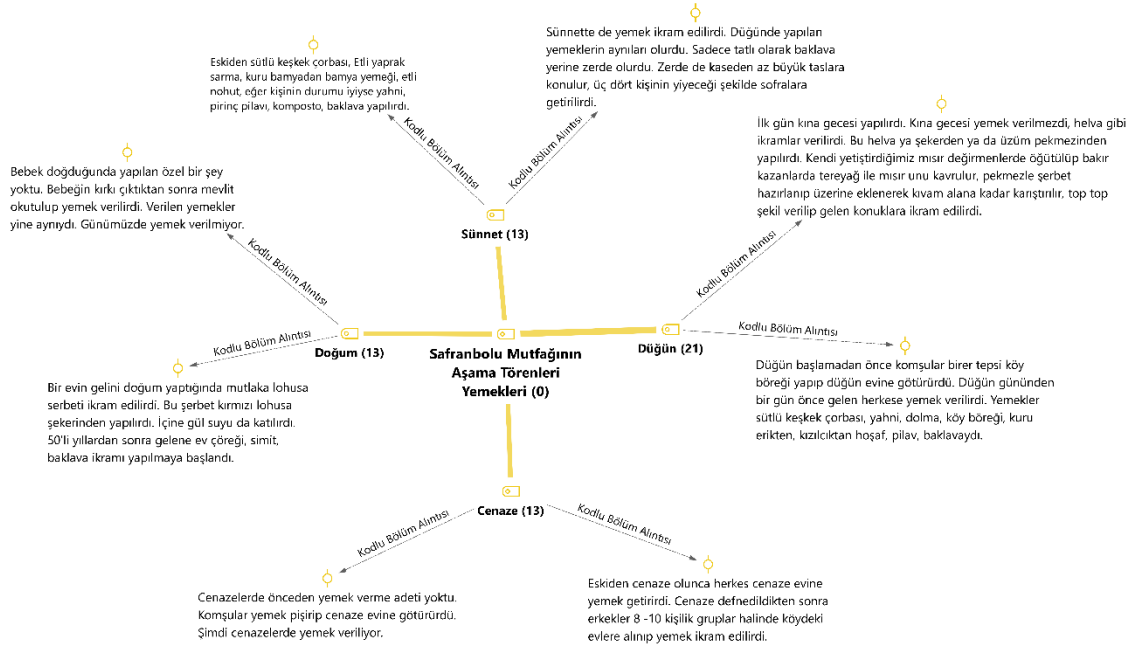 Sünnette de yemek ikram edilirdi. Düğünde yapılan
yemeklerin aynıları olurdu. Sadece tatlı olarak baklava
yerine zerde olurdu. Zerde de kaseden az büyük taslara
konulur, üç dört kişinin yiyeceği şekilde sofralara
getirilirdi.
Eskiden sütlü keşkek çorbası, Etli yaprak
sarma, kuru bamyadan bamya yemeği, etli
nohut, eğer kişinin durumu iyiyse yahni,
pirinç pilavı, komposto, baklava yapılırdı.
İlk gün kına gecesi yapılırdı. Kına gecesi yemek verilmezdi, helva gibi
ikramlar verilirdi. Bu helva ya şekerden ya da üzüm pekmezinden
yapılırdı. Kendi yetiştirdiğimiz mısır değirmenlerde öğütülüp bakır
kazanlarda tereyağ ile mısır unu kavrulur, pekmezle şerbet
hazırlanıp üzerine eklenerek kıvam alana kadar karıştırılır, top top
şekil verilip gelen konuklara ikram edilirdi.
Bebek doğduğunda yapılan özel bir şey
yoktu. Bebeğin kırkı çıktıktan sonra mevlit
okutulup yemek verilirdi. Verilen yemekler
yine aynıydı. Günümüzde yemek verilmiyor.
Kodlu Bölüm Alıntısı
Kodlu Bölüm Alıntısı
Kodlu Bölüm Alıntısı
Kodlu Bölüm Alıntısı
Sünnet (13)
Kodlu Bölüm Alıntısı
Kodlu Bölüm Alıntısı
Doğum (13)
Safranbolu Mutfağının
Aşama Törenleri
Yemekleri (0)
Düğün (21)
Bir evin gelini doğum yaptığında mutlaka lohusa
serbeti ikram edilirdi. Bu şerbet kırmızı lohusa
şekerinden yapılırdı. İçine gül suyu da katılırdı.
50'li yıllardan sonra gelene ev çöreği, simit,
baklava ikramı yapılmaya başlandı.
Düğün başlamadan önce komşular birer tepsi köy
böreği yapıp düğün evine götürürdü. Düğün gününden
bir gün önce gelen herkese yemek verilirdi. Yemekler
sütlü keşkek çorbası, yahni, dolma, köy böreği, kuru
erikten, kızılcıktan hoşaf, pilav, baklavaydı.
Cenaze (13)
Kodlu Bölüm Alıntısı
Kodlu Bölüm Alıntısı
Cenazelerde önceden yemek verme adeti yoktu.
Komşular yemek pişirip cenaze evine götürürdü.
Şimdi cenazelerde yemek veriliyor.
Eskiden cenaze olunca herkes cenaze evine
yemek getirirdi. Cenaze defnedildikten sonra
erkekler 8 -10 kişilik gruplar halinde köydeki
evlere alınıp yemek ikram edilirdi.